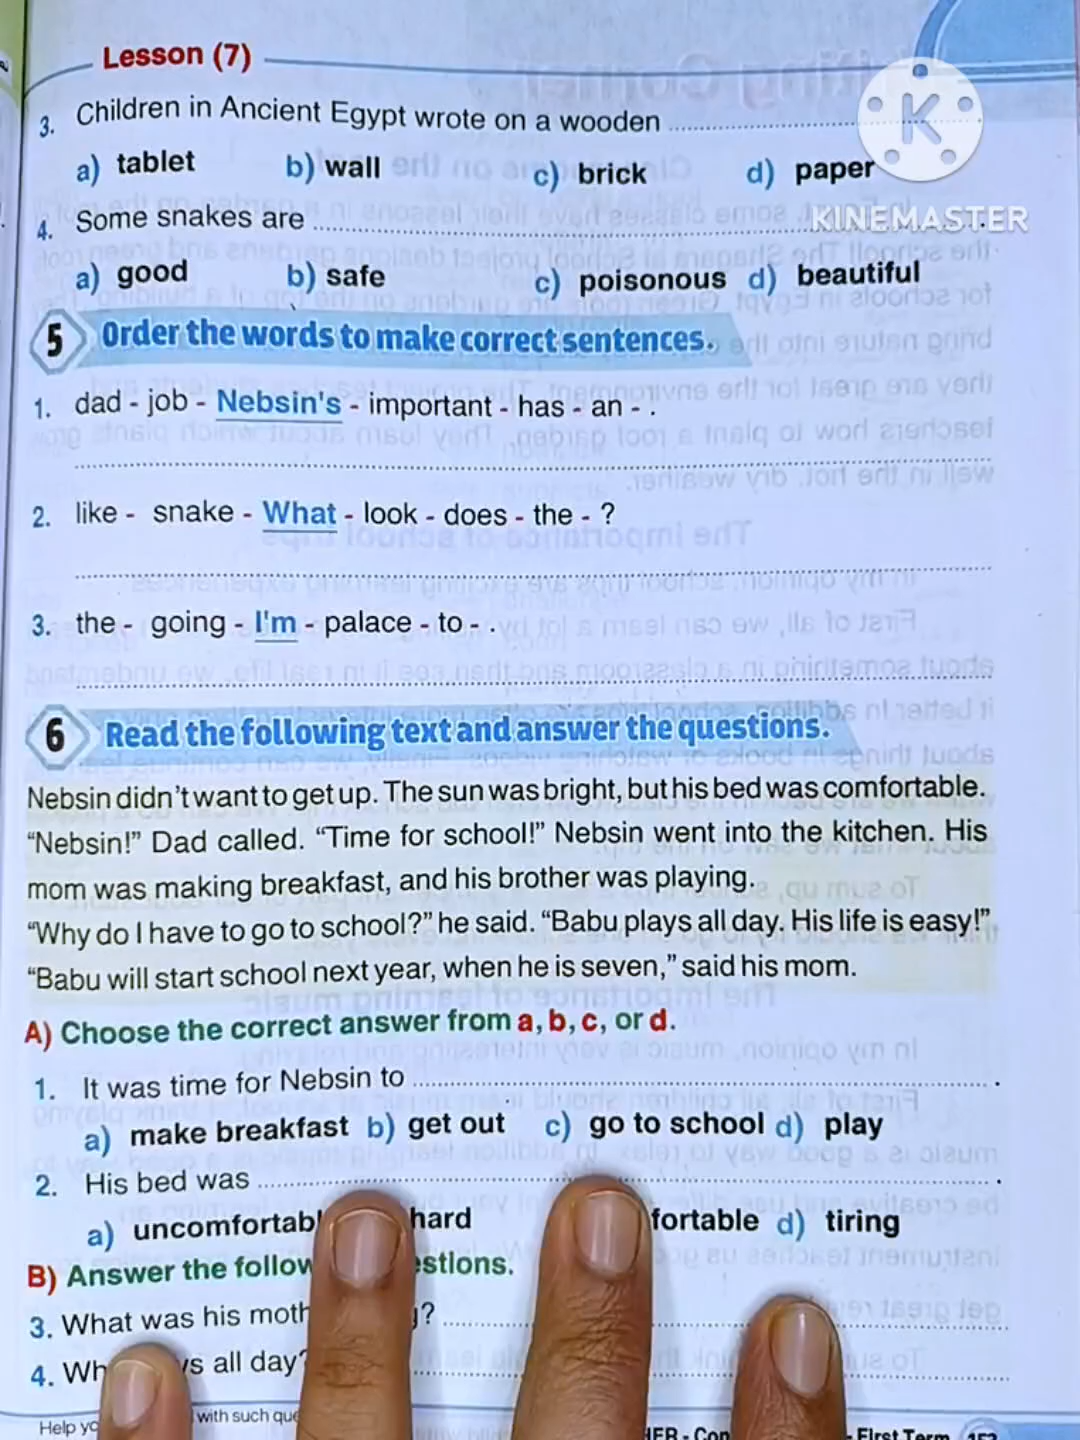 Lesson (7)
3. Children in Ancient Egypt wrote on a wooden
a) tablet b) wall c) brick d) paper
KINEMASTER
4. Some snakes are
a) good b) safe c) poisonous d) beautiful
5 Order the words to make correct sentences.
1. dad - job - Nebsin's - important - has - an - .
2. like - snake - What - look - does - the - ?
3. the - going - I'm - palace - to - .
6 Read the following text and answer the questions.
Nebsin didn't want to get up. The sun was bright, but his bed was comfortable.
“Nebsin!” Dad called. “Time for school!” Nebsin went into the kitchen. His
mom was making breakfast, and his brother was playing.
“Why do I have to go to school?” he said. “Babu plays all day. His life is easy!”
“Babu will start school next year, when he is seven,” said his mom.
A) Choose the correct answer from a, b, c, or d.
1. It was time for Nebsin to .
a) make breakfast b) get out c) go to school d) play
2. His bed was .
a) hard d) tiring
B) Answer the
3. What was his ?
4. all day?
Help with such
First Term